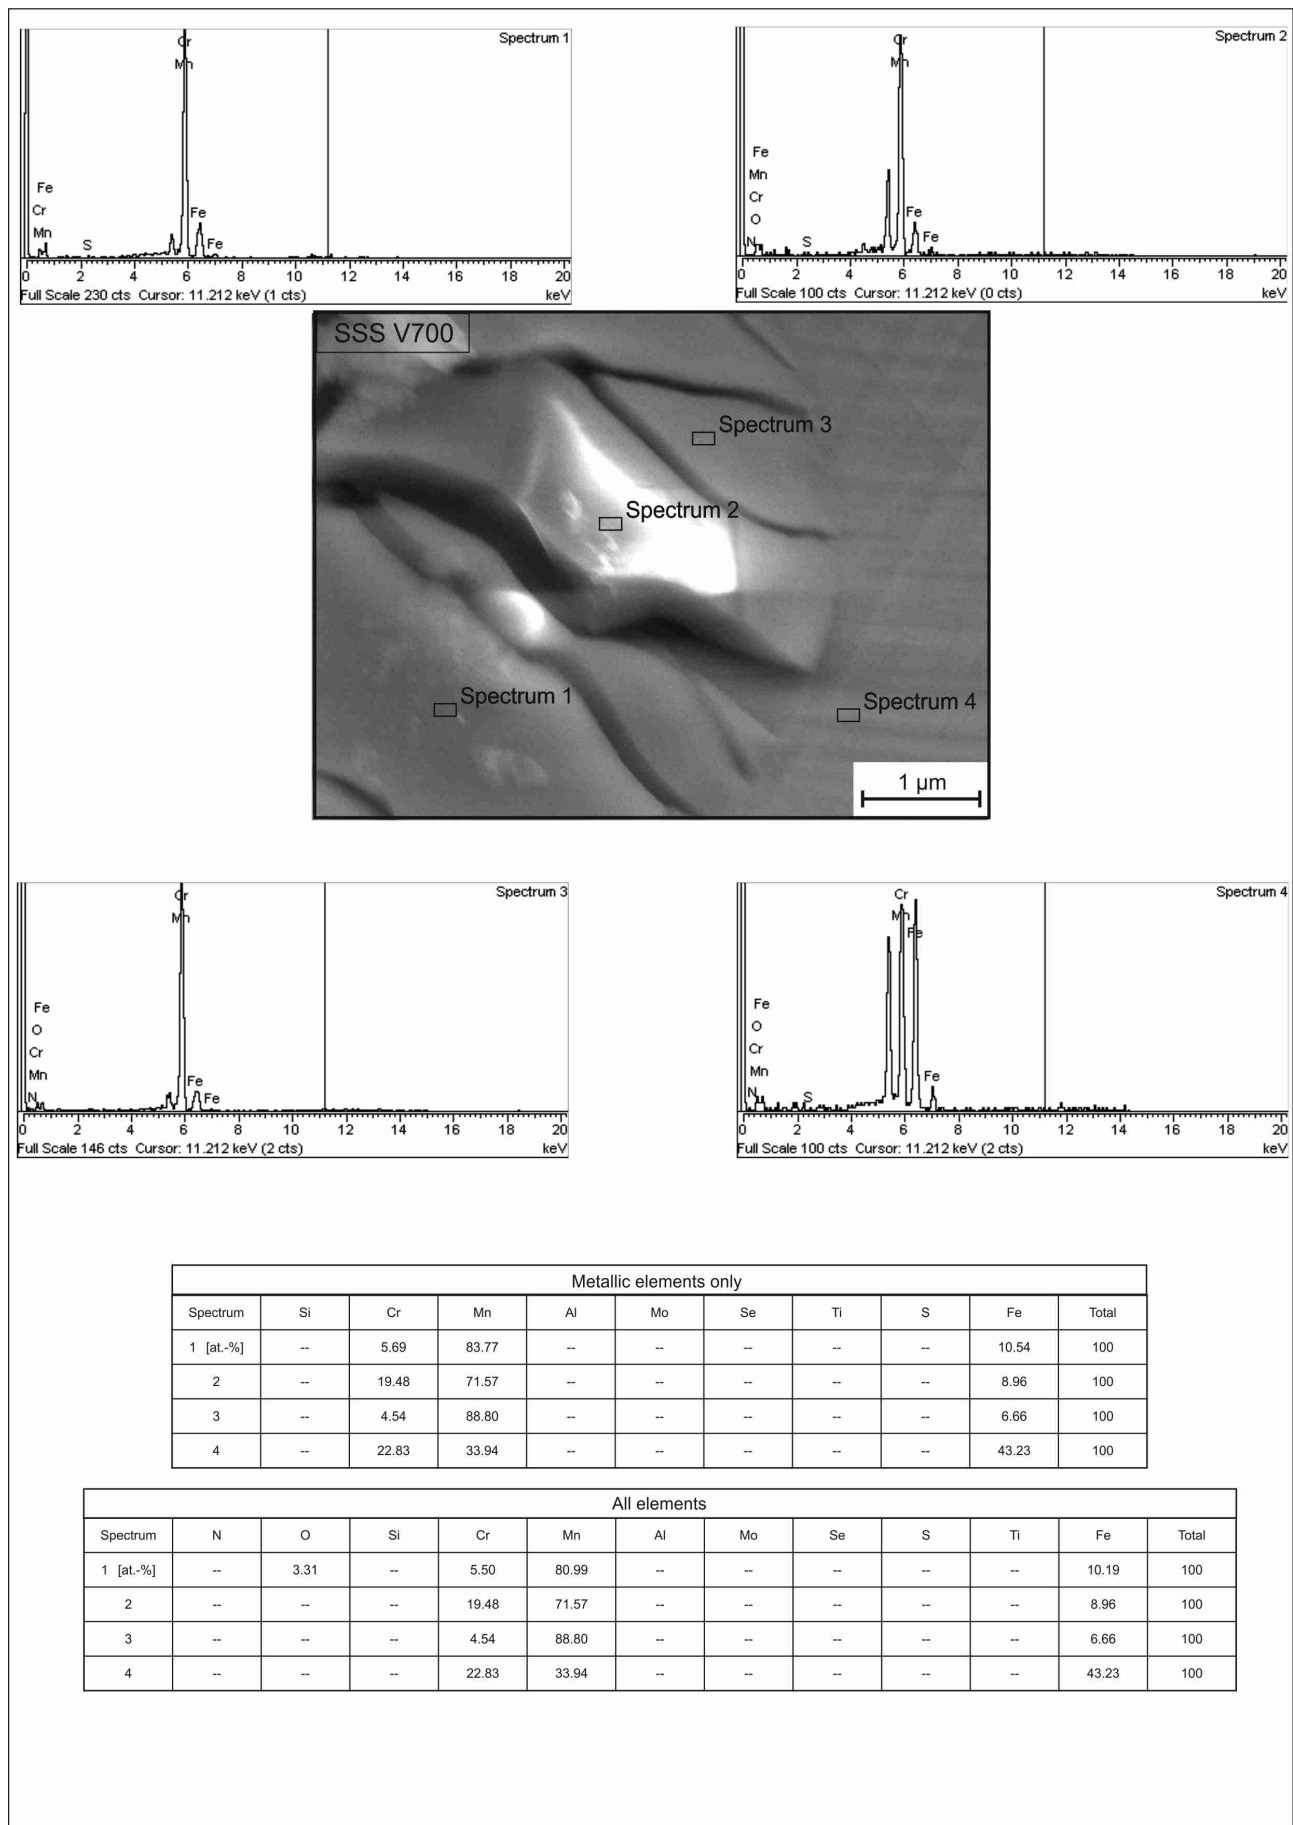 Spectrum 1
Cr
Mn
Fe
Cr
Mn
S
Fe
Fe
0 2 4 6 8 10 12 14 16 18 20
Full Scale 230 cts Cursor: 11.212 keV (1 cts) keV
Spectrum 2
Cr
Mn
Fe
Mn
Cr
O
N
S
Fe
Fe
0 2 4 6 8 10 12 14 16 18 20
Full Scale 100 cts Cursor: 11.212 keV (0 cts) keV
SSS V700
Spectrum 3
Spectrum 2
Spectrum 1
Spectrum 4
1 µm
Spectrum 3
Cr
Mn
Fe
O
Cr
Mn
N
Fe
Fe
0 2 4 6 8 10 12 14 16 18 20
Full Scale 146 cts Cursor: 11.212 keV (2 cts) keV
Spectrum 4
Cr
Mn
Fe
Fe
O
Cr
Mn
N
S
Fe
0 2 4 6 8 10 12 14 16 18 20
Full Scale 100 cts Cursor: 11.212 keV (2 cts) keV
Metallic elements only
Spectrum Si Cr Mn Al Mo Se Ti S Fe Total
1 [at.-%] -- 5.69 83.77 -- -- -- -- -- 10.54 100
2 -- 19.48 71.57 -- -- -- -- -- 8.96 100
3 -- 4.54 88.80 -- -- -- -- -- 6.66 100
4 -- 22.83 33.94 -- -- -- -- -- 43.23 100
All elements
Spectrum N O Si Cr Mn Al Mo Se S Ti Fe Total
1 [at.-%] -- 3.31 -- 5.50 80.99 -- -- -- -- -- 10.19 100
2 -- -- -- 19.48 71.57 -- -- -- -- -- 8.96 100
3 -- -- -- 4.54 88.80 -- -- -- -- -- 6.66 100
4 -- -- -- 22.83 33.94 -- -- -- -- -- 43.23 100